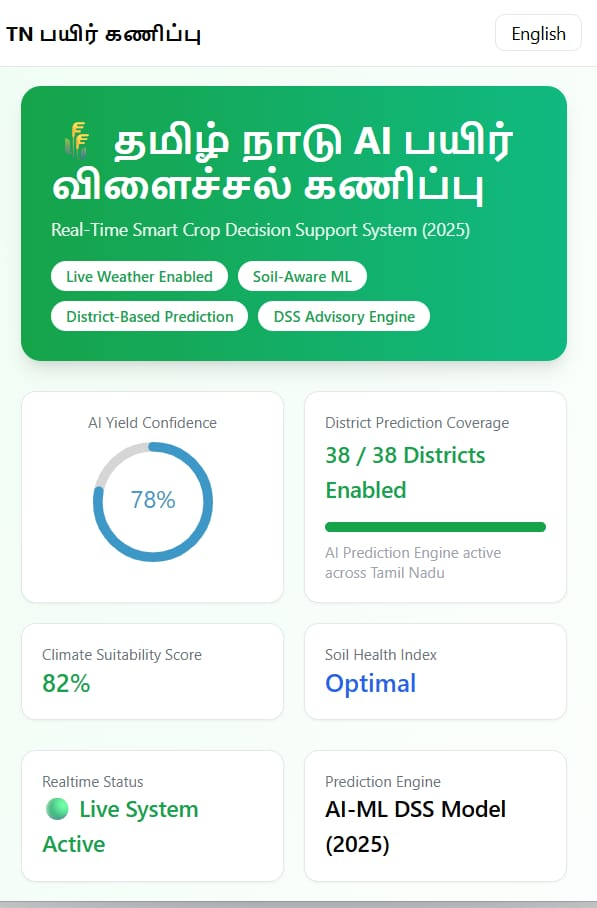 TN பயிர் கணிப்பு
English
தமிழ் நாடு AI பயிர்
விளைச்சல் கணிப்பு
Real-Time Smart Crop Decision Support System (2025)
Live Weather Enabled
Soil-Aware ML
District-Based Prediction
DSS Advisory Engine
AI Yield Confidence
78%
District Prediction Coverage
38 / 38 Districts
Enabled
AI Prediction Engine active
across Tamil Nadu
Climate Suitability Score
82%
Soil Health Index
Optimal
Realtime Status
Live System
Active
Prediction Engine
AI-ML DSS Model
(2025)